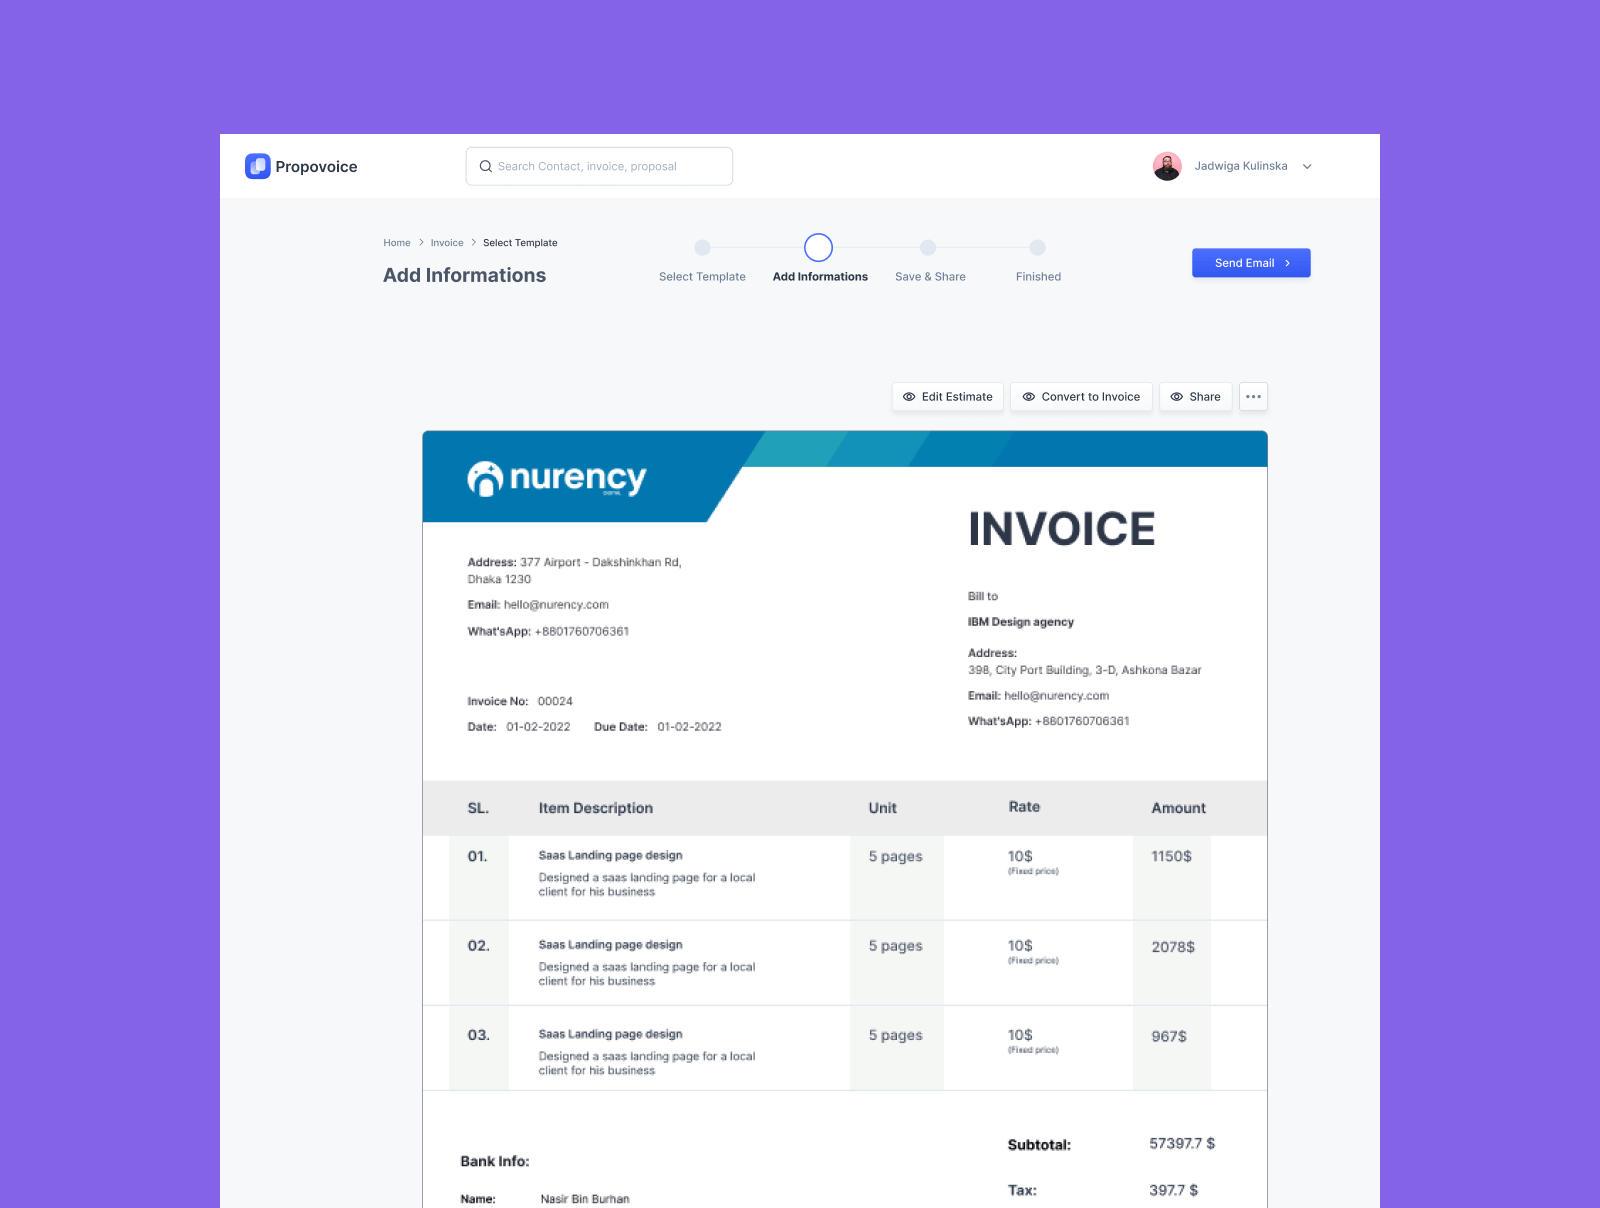 Propovoice
Search Contact, invoice, proposal
Jadwiga Kulinska
Home > Invoice > Select Template
Add Informations
Select Template
Add Informations
Save & Share
Finished
Send Email >
Edit Estimate
Convert to Invoice
Share
nurency
DIGITAL
INVOICE
Address: 377 Airport - Dakshinkhan Rd,
Dhaka 1230
Email: hello@nurency.com
What'sApp: +8801760706361
Bill to
IBM Design agency
Address:
398, City Port Building, 3-D, Ashkona Bazar
Email: hello@nurency.com
What'sApp: +8801760706361
Invoice No: 00024
Date: 01-02-2022 Due Date: 01-02-2022
SL. Item Description Unit Rate Amount
01. Saas Landing page design 5 pages 10$ 1150$
(Fixed price)
Designed a saas landing page for a local
client for his business
02. Saas Landing page design 5 pages 10$ 2078$
(Fixed price)
Designed a saas landing page for a local
client for his business
03. Saas Landing page design 5 pages 10$ 967$
(Fixed price)
Designed a saas landing page for a local
client for his business
Subtotal: 57397.7 $
Bank Info:
Tax: 397.7 $
Name: Nasir Bin Burhan